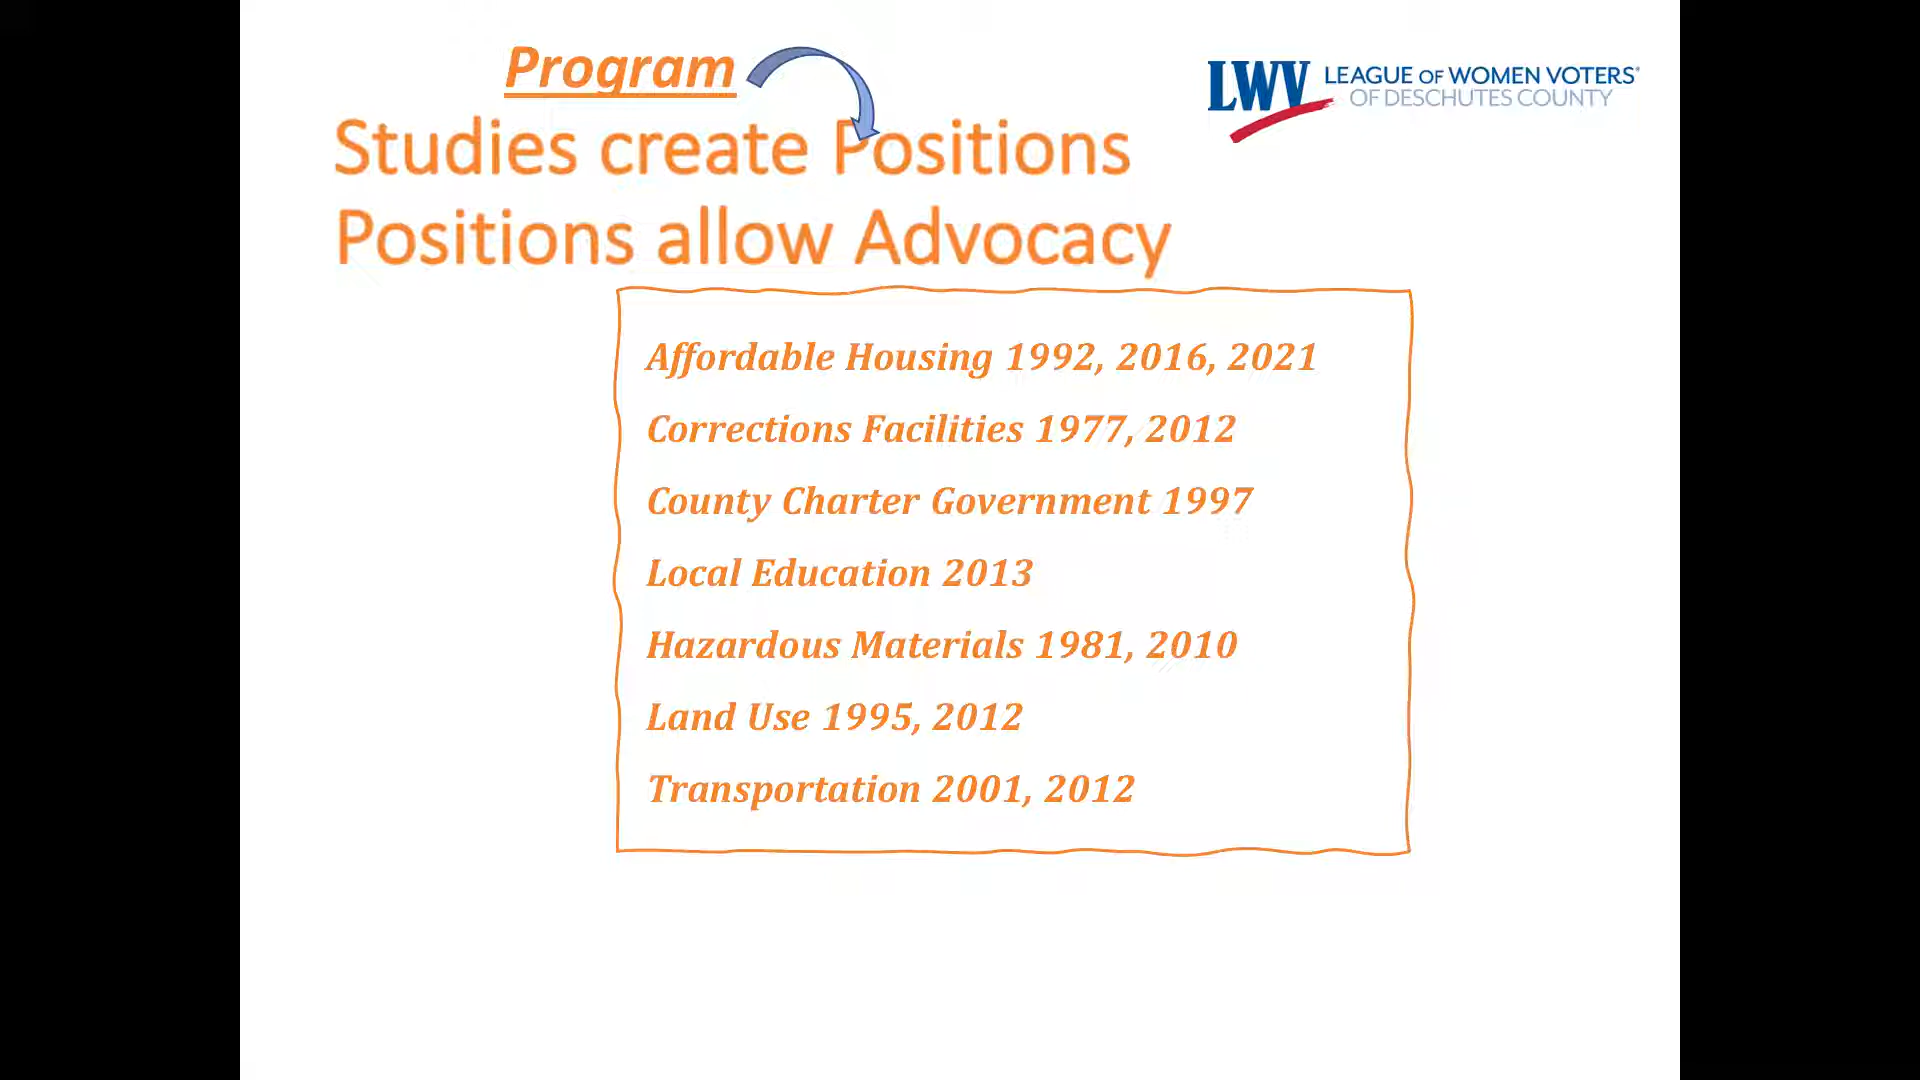 Program
Studies create Positions
Positions allow Advocacy
LWV LEAGUE OF WOMEN VOTERS®
OF DESCHUTES COUNTY
Affordable Housing 1992, 2016, 2021
Corrections Facilities 1977, 2012
County Charter Government 1997
Local Education 2013
Hazardous Materials 1981, 2010
Land Use 1995, 2012
Transportation 2001, 2012